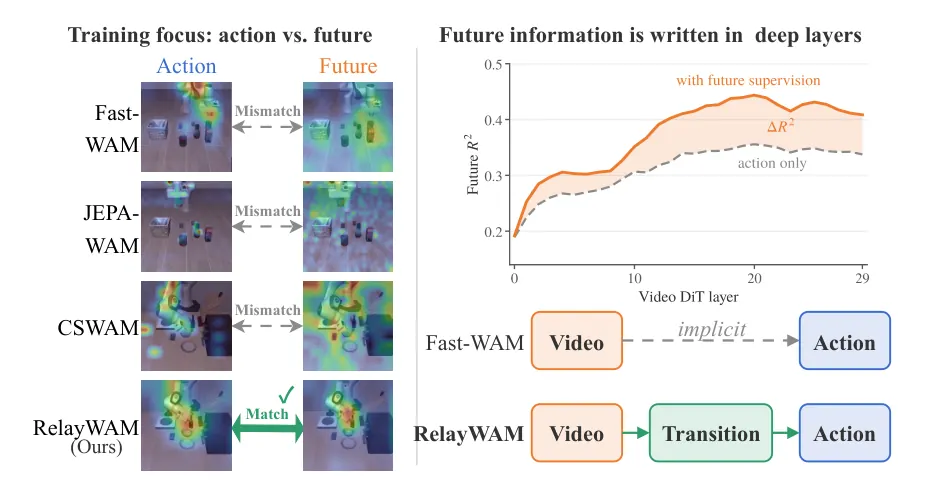 Training focus: action vs. future
Action
Future
Fast-
WAM
Mismatch
JEPA-
WAM
Mismatch
CSWAM
Mismatch
RelayWAM
(Ours)
✓
Match
Future information is written in deep layers
0.5
0.4
0.3
0.2
Future R²
with future supervision
ΔR²
action only
0
10
20
29
Video DiT layer
Fast-WAM
Video
implicit
Action
RelayWAM
Video
Transition
Action